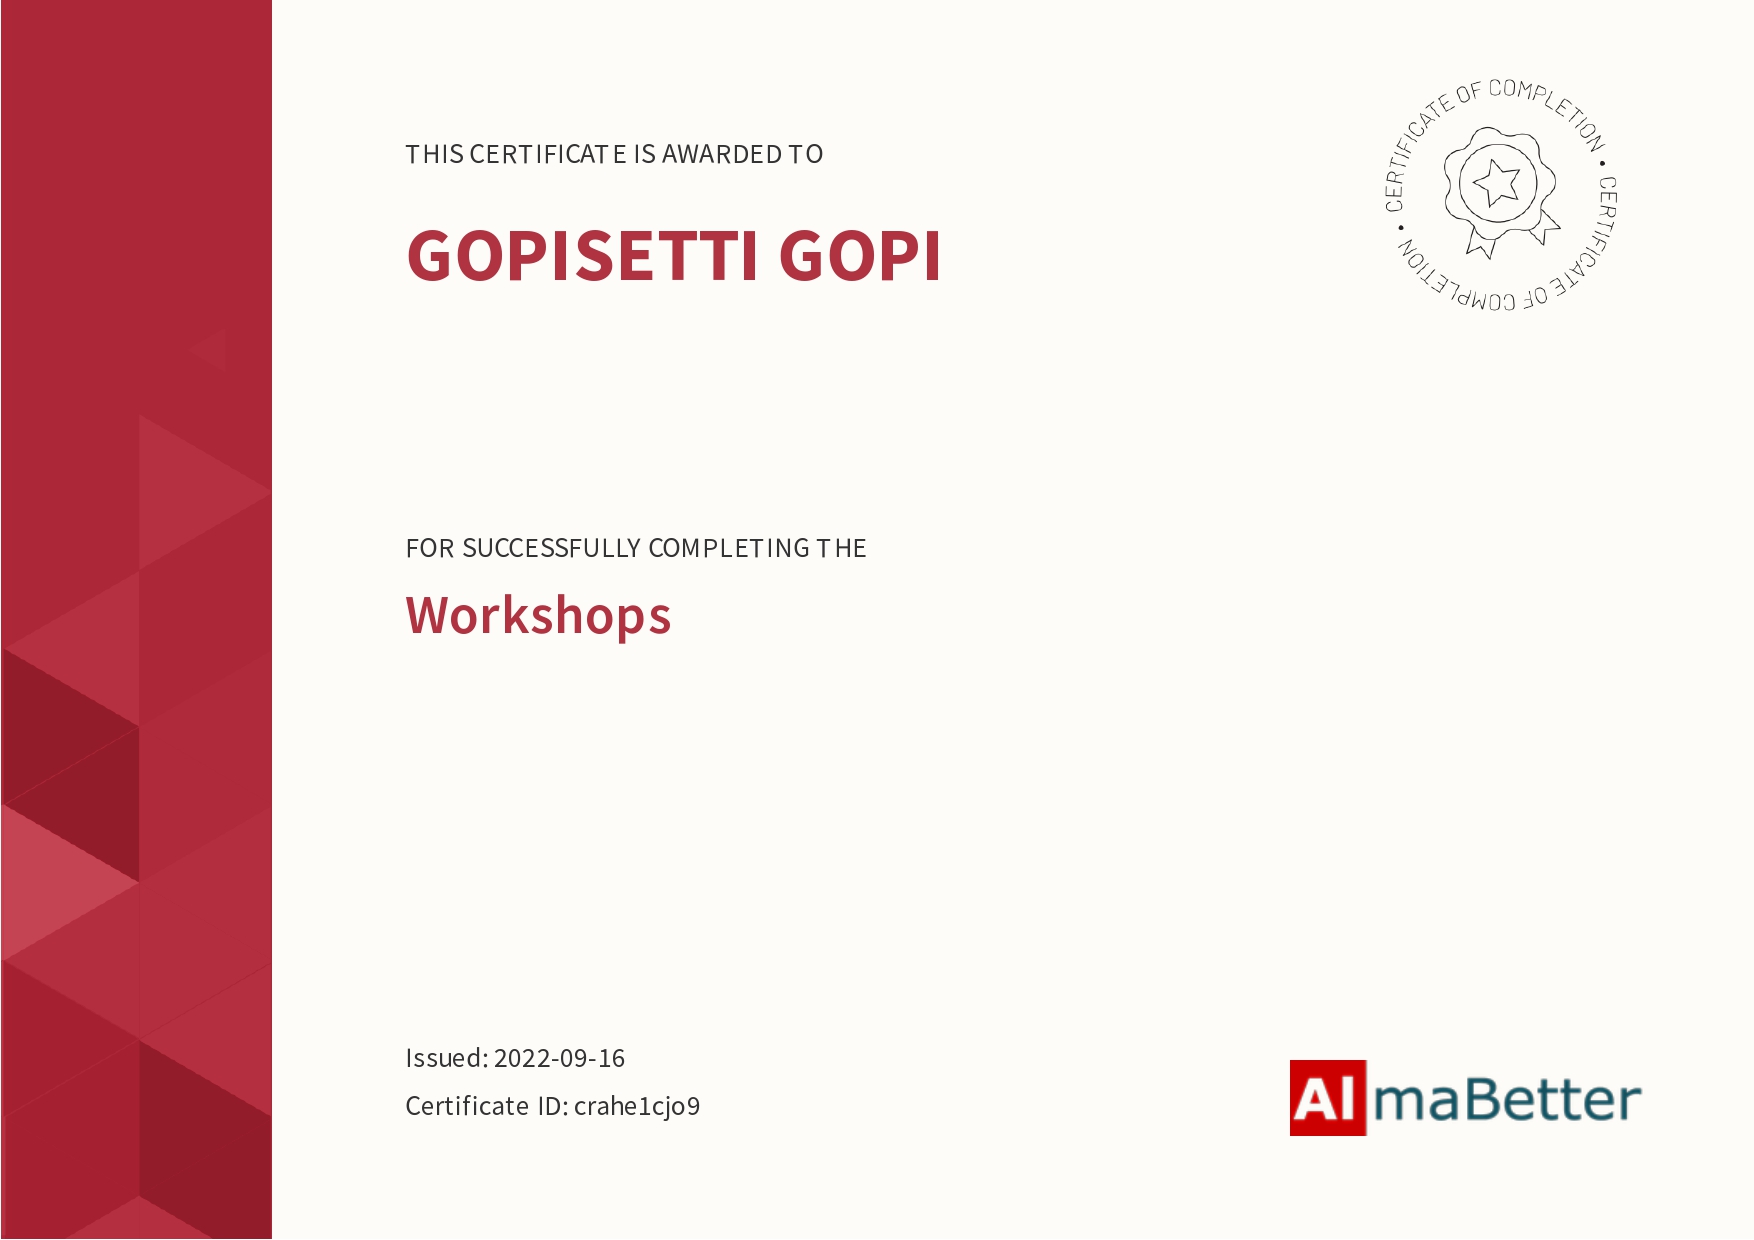 THIS CERTIFICATE IS AWARDED TO
GOPISETTI GOPI
CERTIFICATE OF COMPLETION • CERTIFICATE OF COMPLETION •
FOR SUCCESSFULLY COMPLETING THE
Workshops
Issued: 2022-09-16
Certificate ID: crahe1cjo9
AlmaBetter